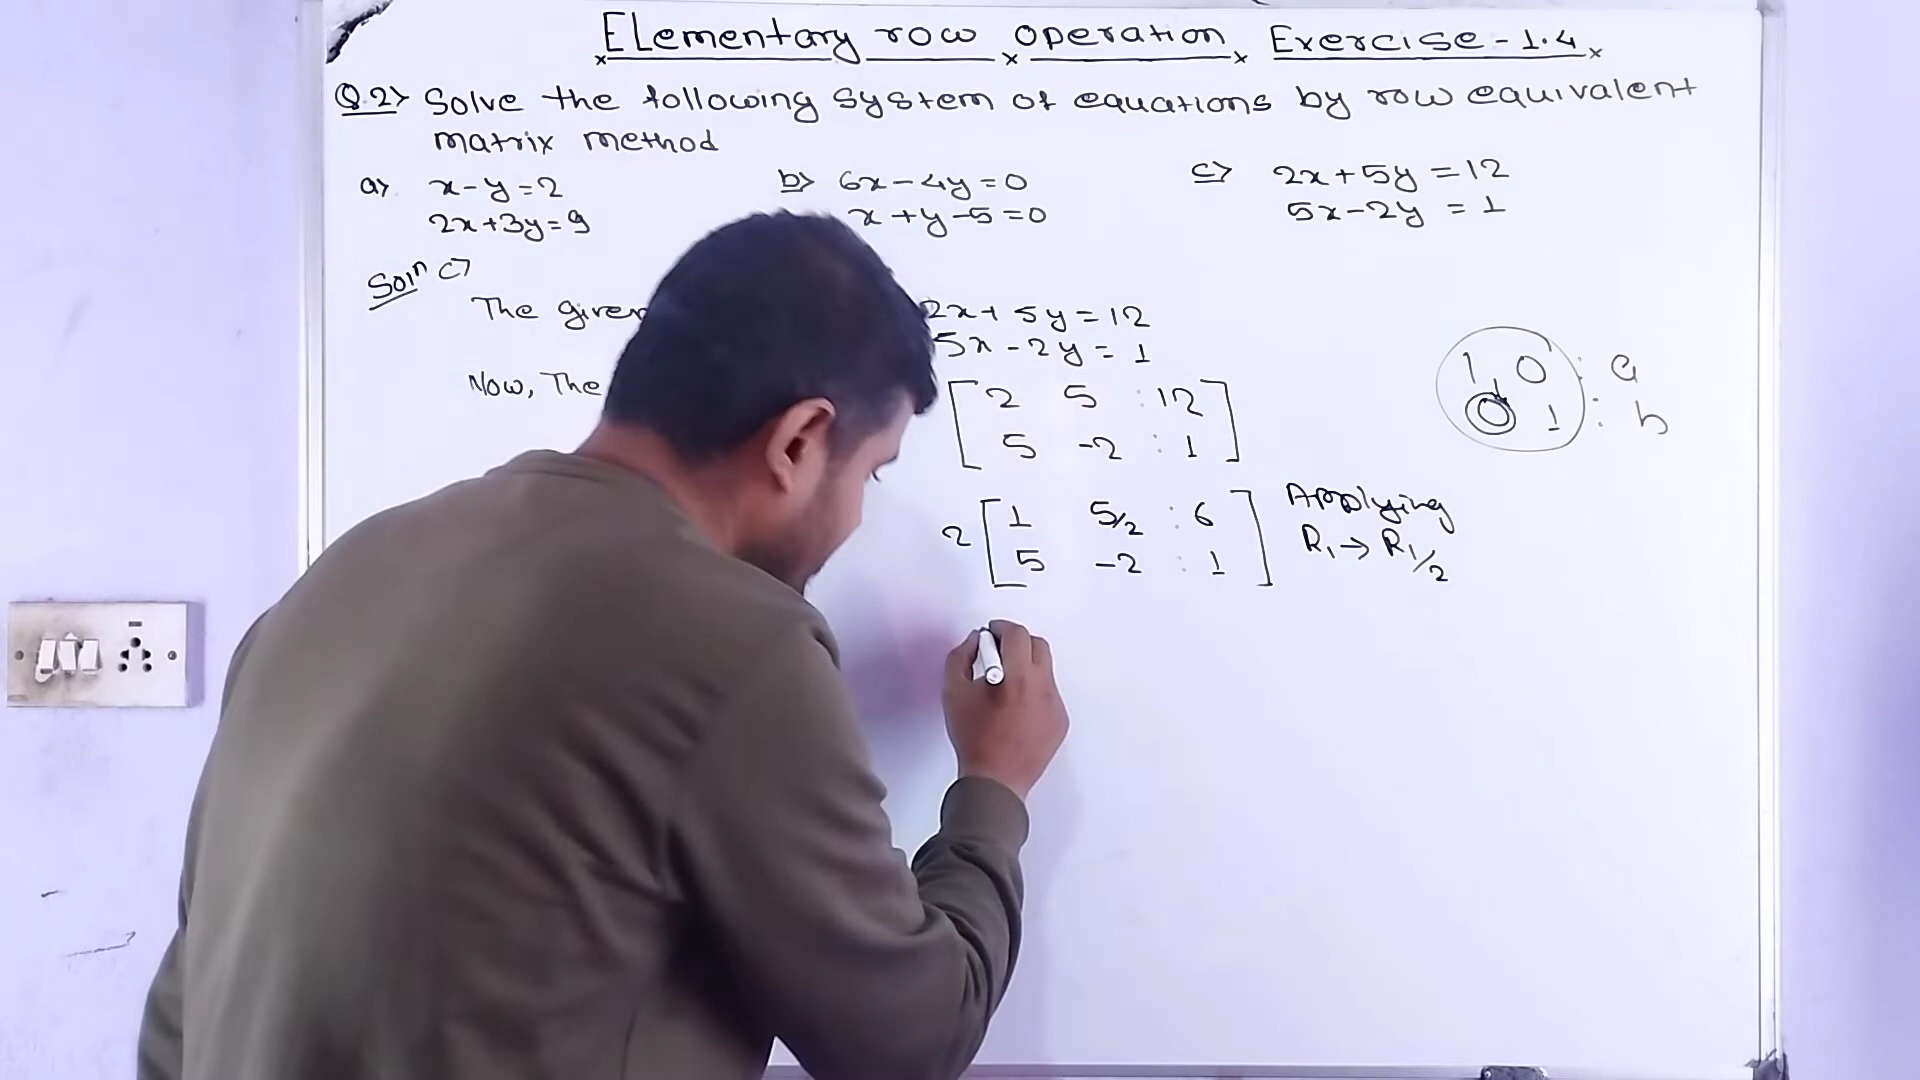 Elementary row operation Exercise-1.4
Q.2> Solve the following system of equations by row equivalent
matrix method
a> x-y=2
2x+3y=9
b> 6x-4y=0
x+y-5=0
c> 2x+5y=12
5x-2y=1
Soln c>
The given 2x+5y=12
5x-2y=1
Now, The
[2 5 : 12
5 -2 : 1]
1 0 : a
0 1 : b
2 [1 5/2 : 6
5 -2 : 1]
Applying
R1→R1/2